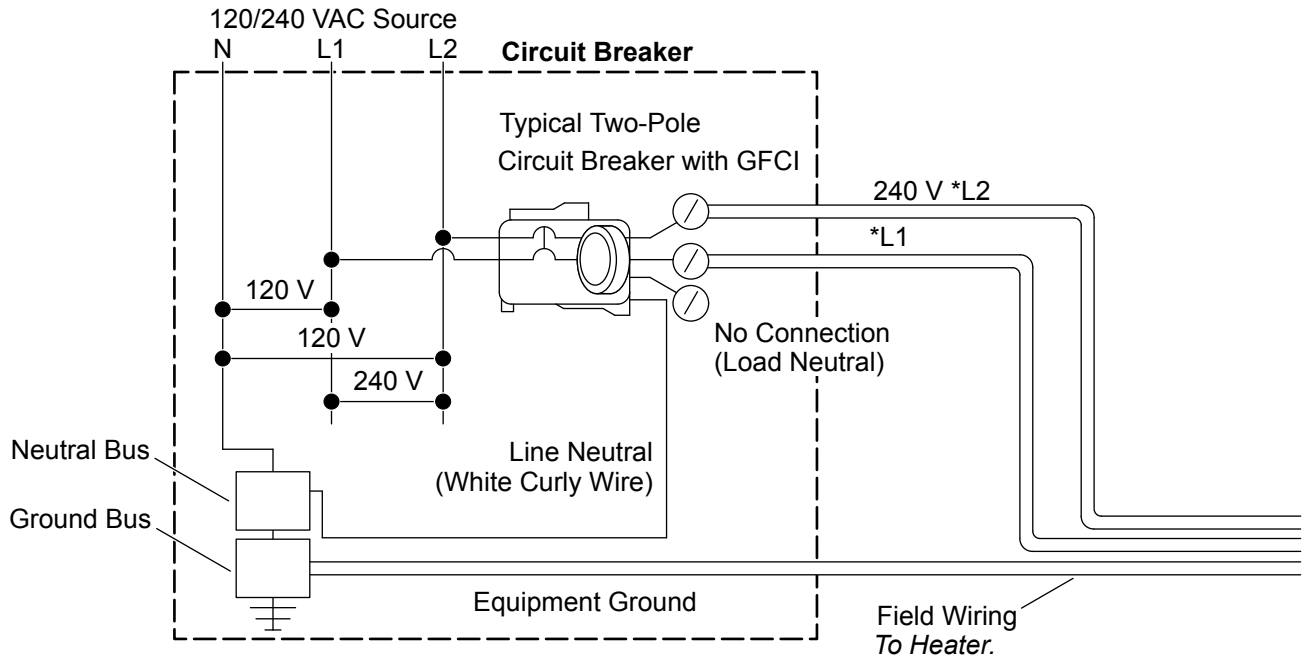 120/240 VAC Source
N L1 L2
Circuit Breaker
Typical Two-Pole
Circuit Breaker with GFCI
240 V *L2
*L1
120 V
120 V
240 V
No Connection
(Load Neutral)
Line Neutral
(White Curly Wire)
Neutral Bus
Ground Bus
Equipment Ground
Field Wiring
To Heater.